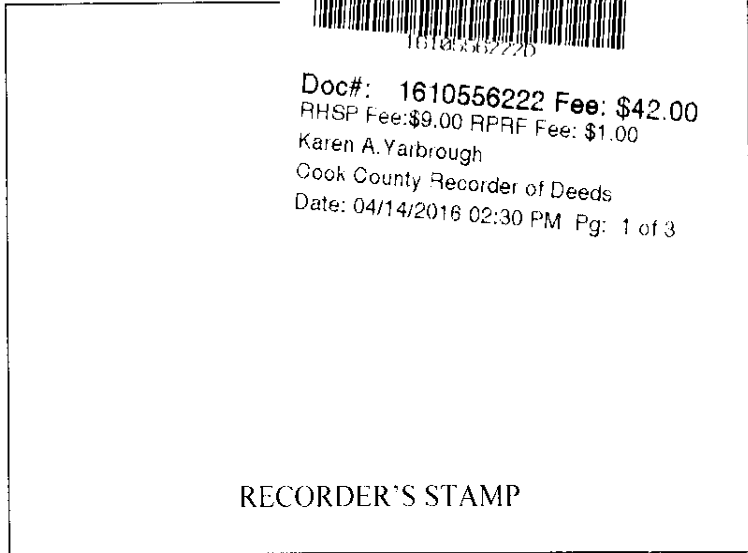 1610556222D
Doc#: 1610556222 Fee: $42.00
RHSP Fee:$9.00 RPRF Fee: $1.00
Karen A.Yarbrough
Cook County Recorder of Deeds
Date: 04/14/2016 02:30 PM Pg: 1 of 3
RECORDER'S STAMP